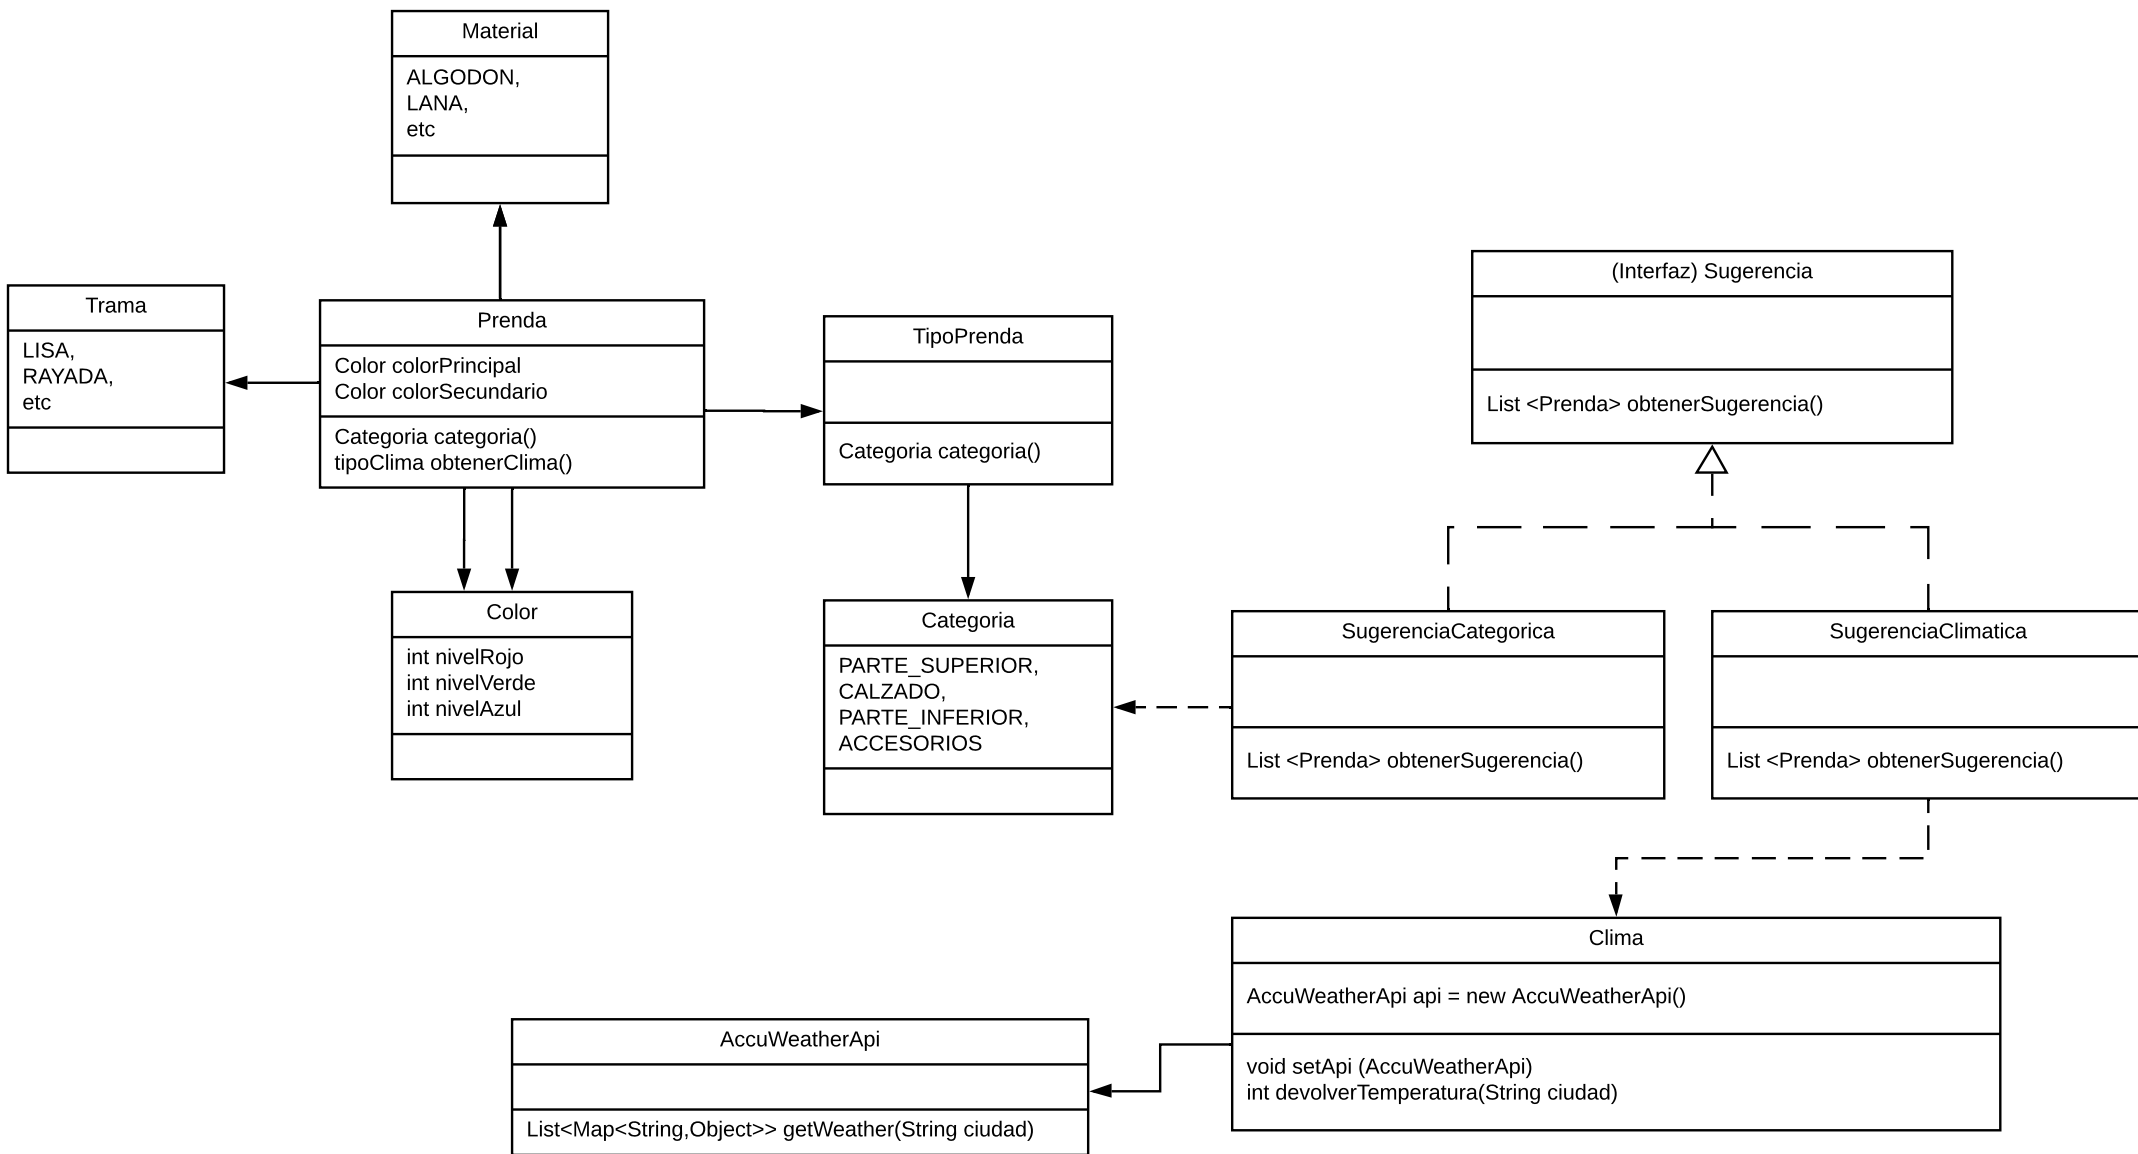 Material
ALGODON,
LANA,
etc
Trama
LISA,
RAYADA,
etc
Prenda
Color colorPrincipal
Color colorSecundario
Categoria categoria()
tipoClima obtenerClima()
TipoPrenda
Categoria categoria()
(Interfaz) Sugerencia
List <Prenda> obtenerSugerencia()
Color
int nivelRojo
int nivelVerde
int nivelAzul
Categoria
PARTE_SUPERIOR,
CALZADO,
PARTE_INFERIOR,
ACCESORIOS
SugerenciaCategorica
List <Prenda> obtenerSugerencia()
SugerenciaClimatica
List <Prenda> obtenerSugerencia()
Clima
AccuWeatherApi api = new AccuWeatherApi()
void setApi (AccuWeatherApi)
int devolverTemperatura(String ciudad)
AccuWeatherApi
List<Map<String,Object>> getWeather(String ciudad)